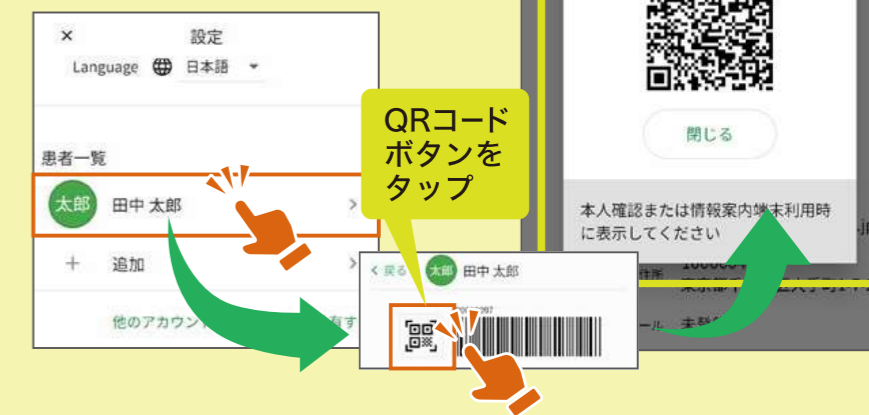 × 設定
Language 日本語
患者一覧
太郎 田中 太郎 >
+ 追加 >
他のアカウント
有す
QRコード
ボタンを
タップ
< 戻る 太郎 田中 太郎
閉じる
本人確認または情報案内端末利用時
に表示してください